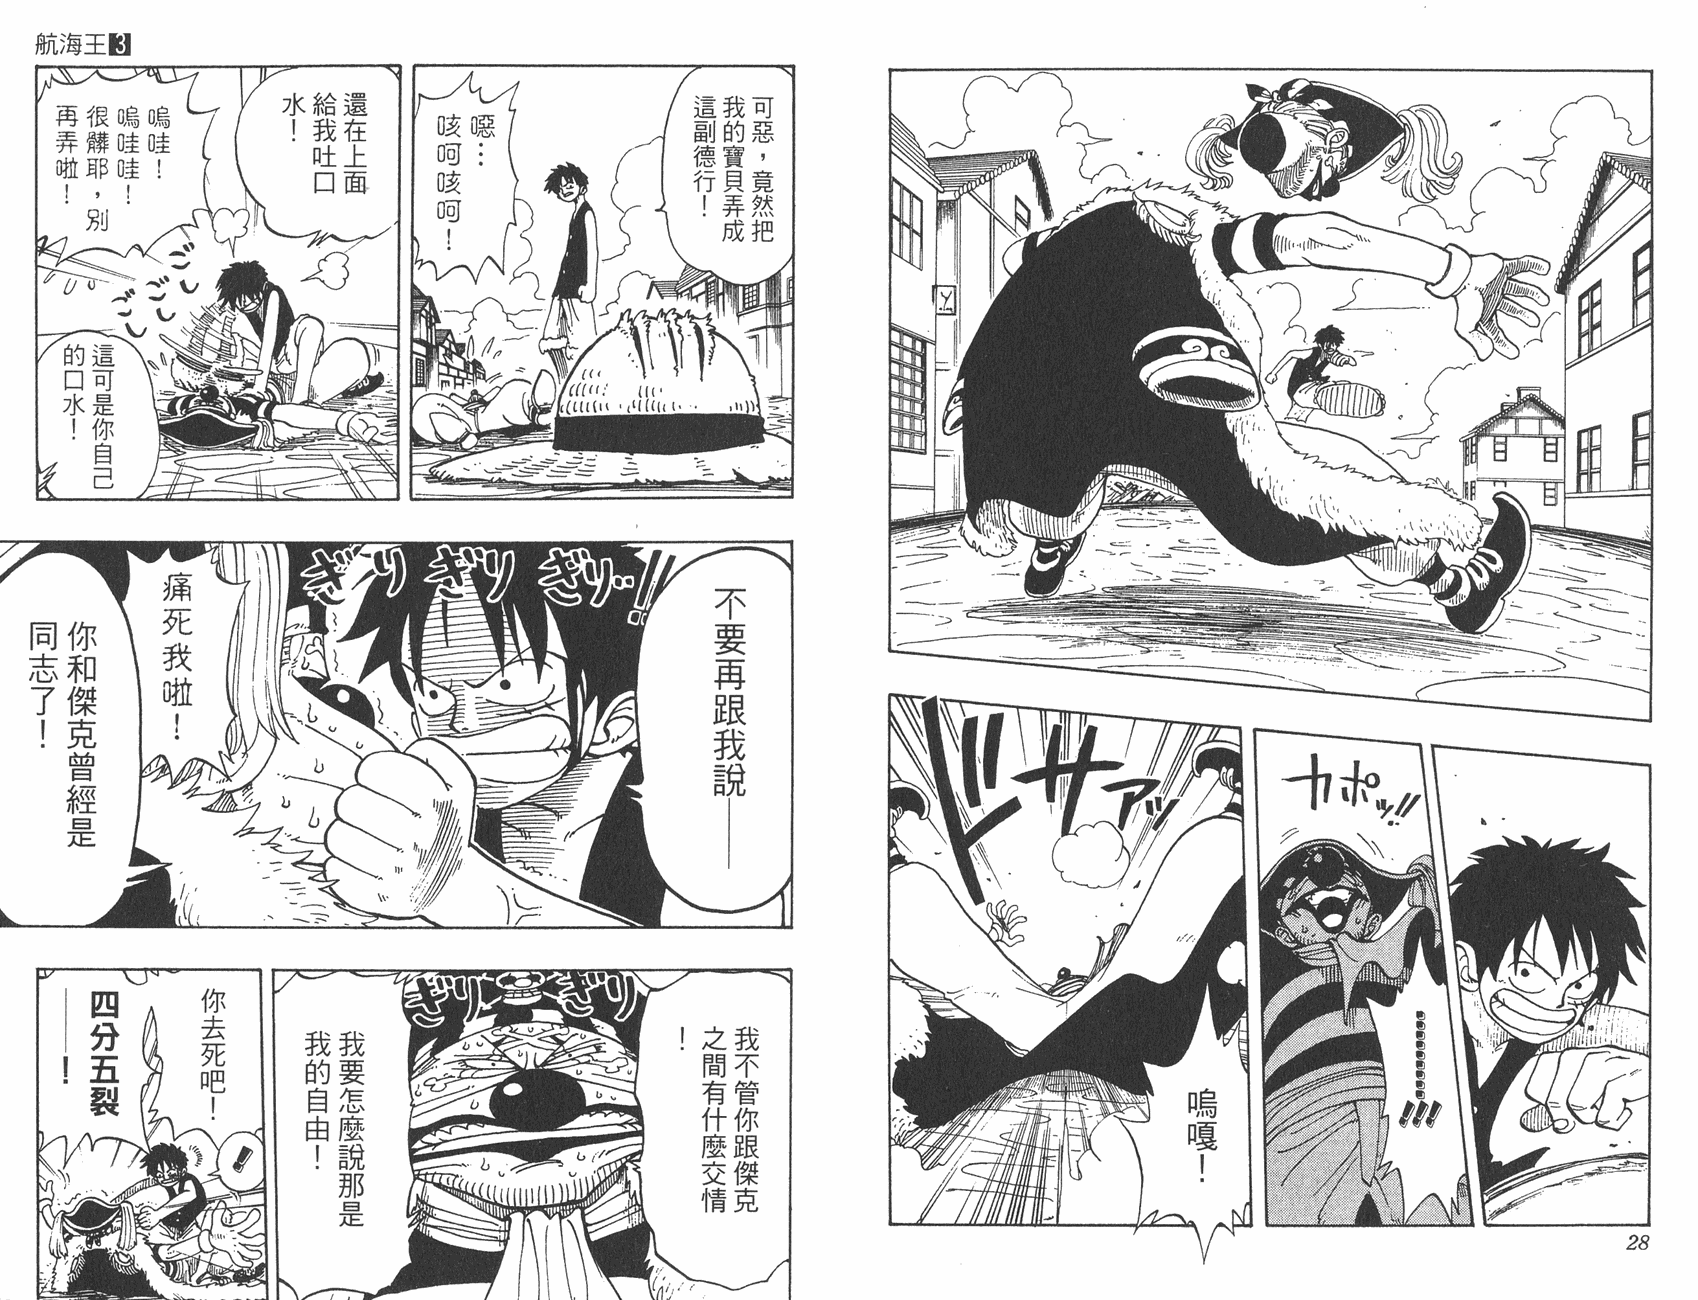 カポッ!!
…………!!!
ドサァッ
嗚嘎！
28
航海王3
可惡，竟然把
我的寶貝弄成
這副德行！
噁…
咳呵咳呵！
還在上面
給我吐口
水！
嗚哇！
嗚哇哇！
很髒耶，別
再弄啦！
ごし
ごし
ごし
這可是你自己
的口水！
不要再跟我說——
ぎりぎりぎりっ!!
痛死我啦！
你和傑克曾經是
同志了！
我不管你跟傑克
之間有什麼交情
！
ぎりぎり
我要怎麼說那是
我的自由！
你去死吧！
四分五裂
——！
!